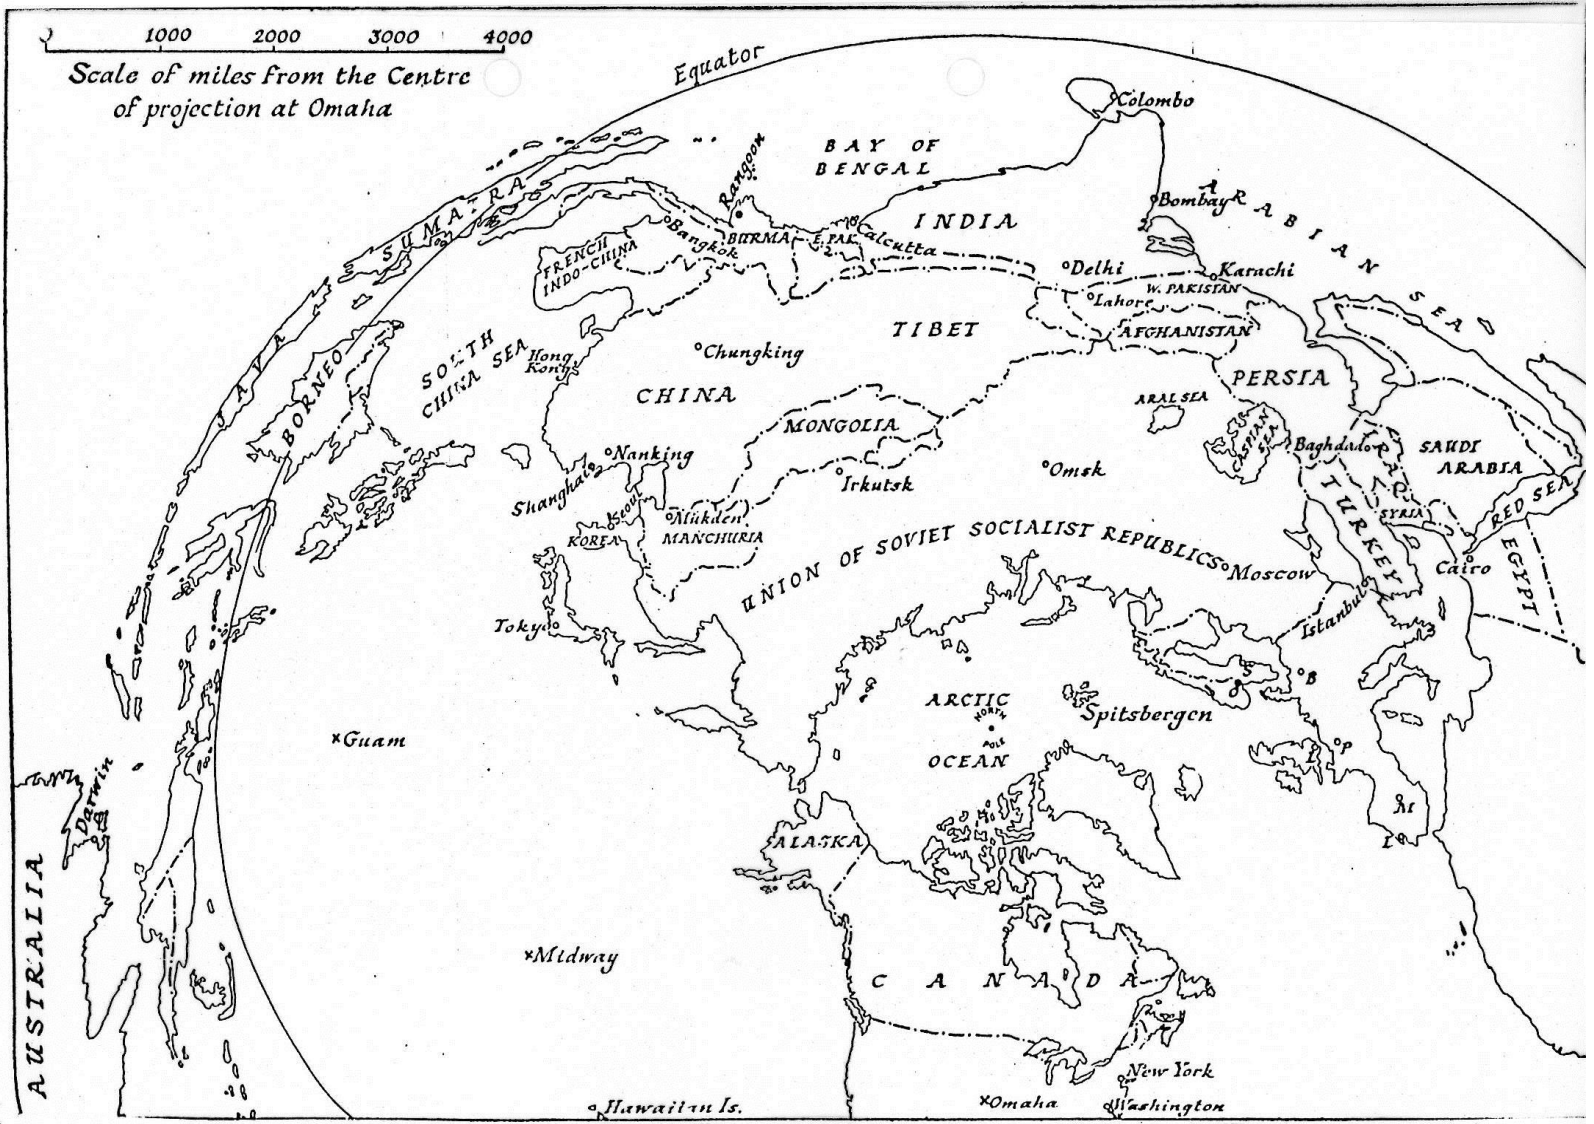 0 1000 2000 3000 4000
Scale of miles from the Centre
of projection at Omaha
Equator
Colombo
BAY OF
BENGAL
Rangoon
Bombay
ARABIAN SEA
SUMATRA
INDIA
Calcutta
BURMA
E. PAK.
Bangkok
FRENCH
INDO-CHINA
Delhi
Karachi
W. PAKISTAN
Lahore
AFGHANISTAN
TIBET
JAVA
BORNEO
SOUTH
CHINA SEA
Hong
Kong
Chungking
CHINA
PERSIA
ARAL SEA
CASPIAN
SEA
MONGOLIA
Baghdad
IRAQ
SAUDI
ARABIA
Nanking
Shanghai
Irkutsk
Omsk
RED SEA
TURKEY
SYRIA
Seoul
KOREA
Mukden
MANCHURIA
UNION OF SOVIET SOCIALIST REPUBLICS
Moscow
Cairo
EGYPT
Istanbul
Tokyo
S
B
ARCTIC
OCEAN
NORTH
POLE
Spitsbergen
Guam
P
Darwin
M
L
ALASKA
AUSTRALIA
Midway
CANADA
New York
Hawaiian Is.
Omaha
Washington